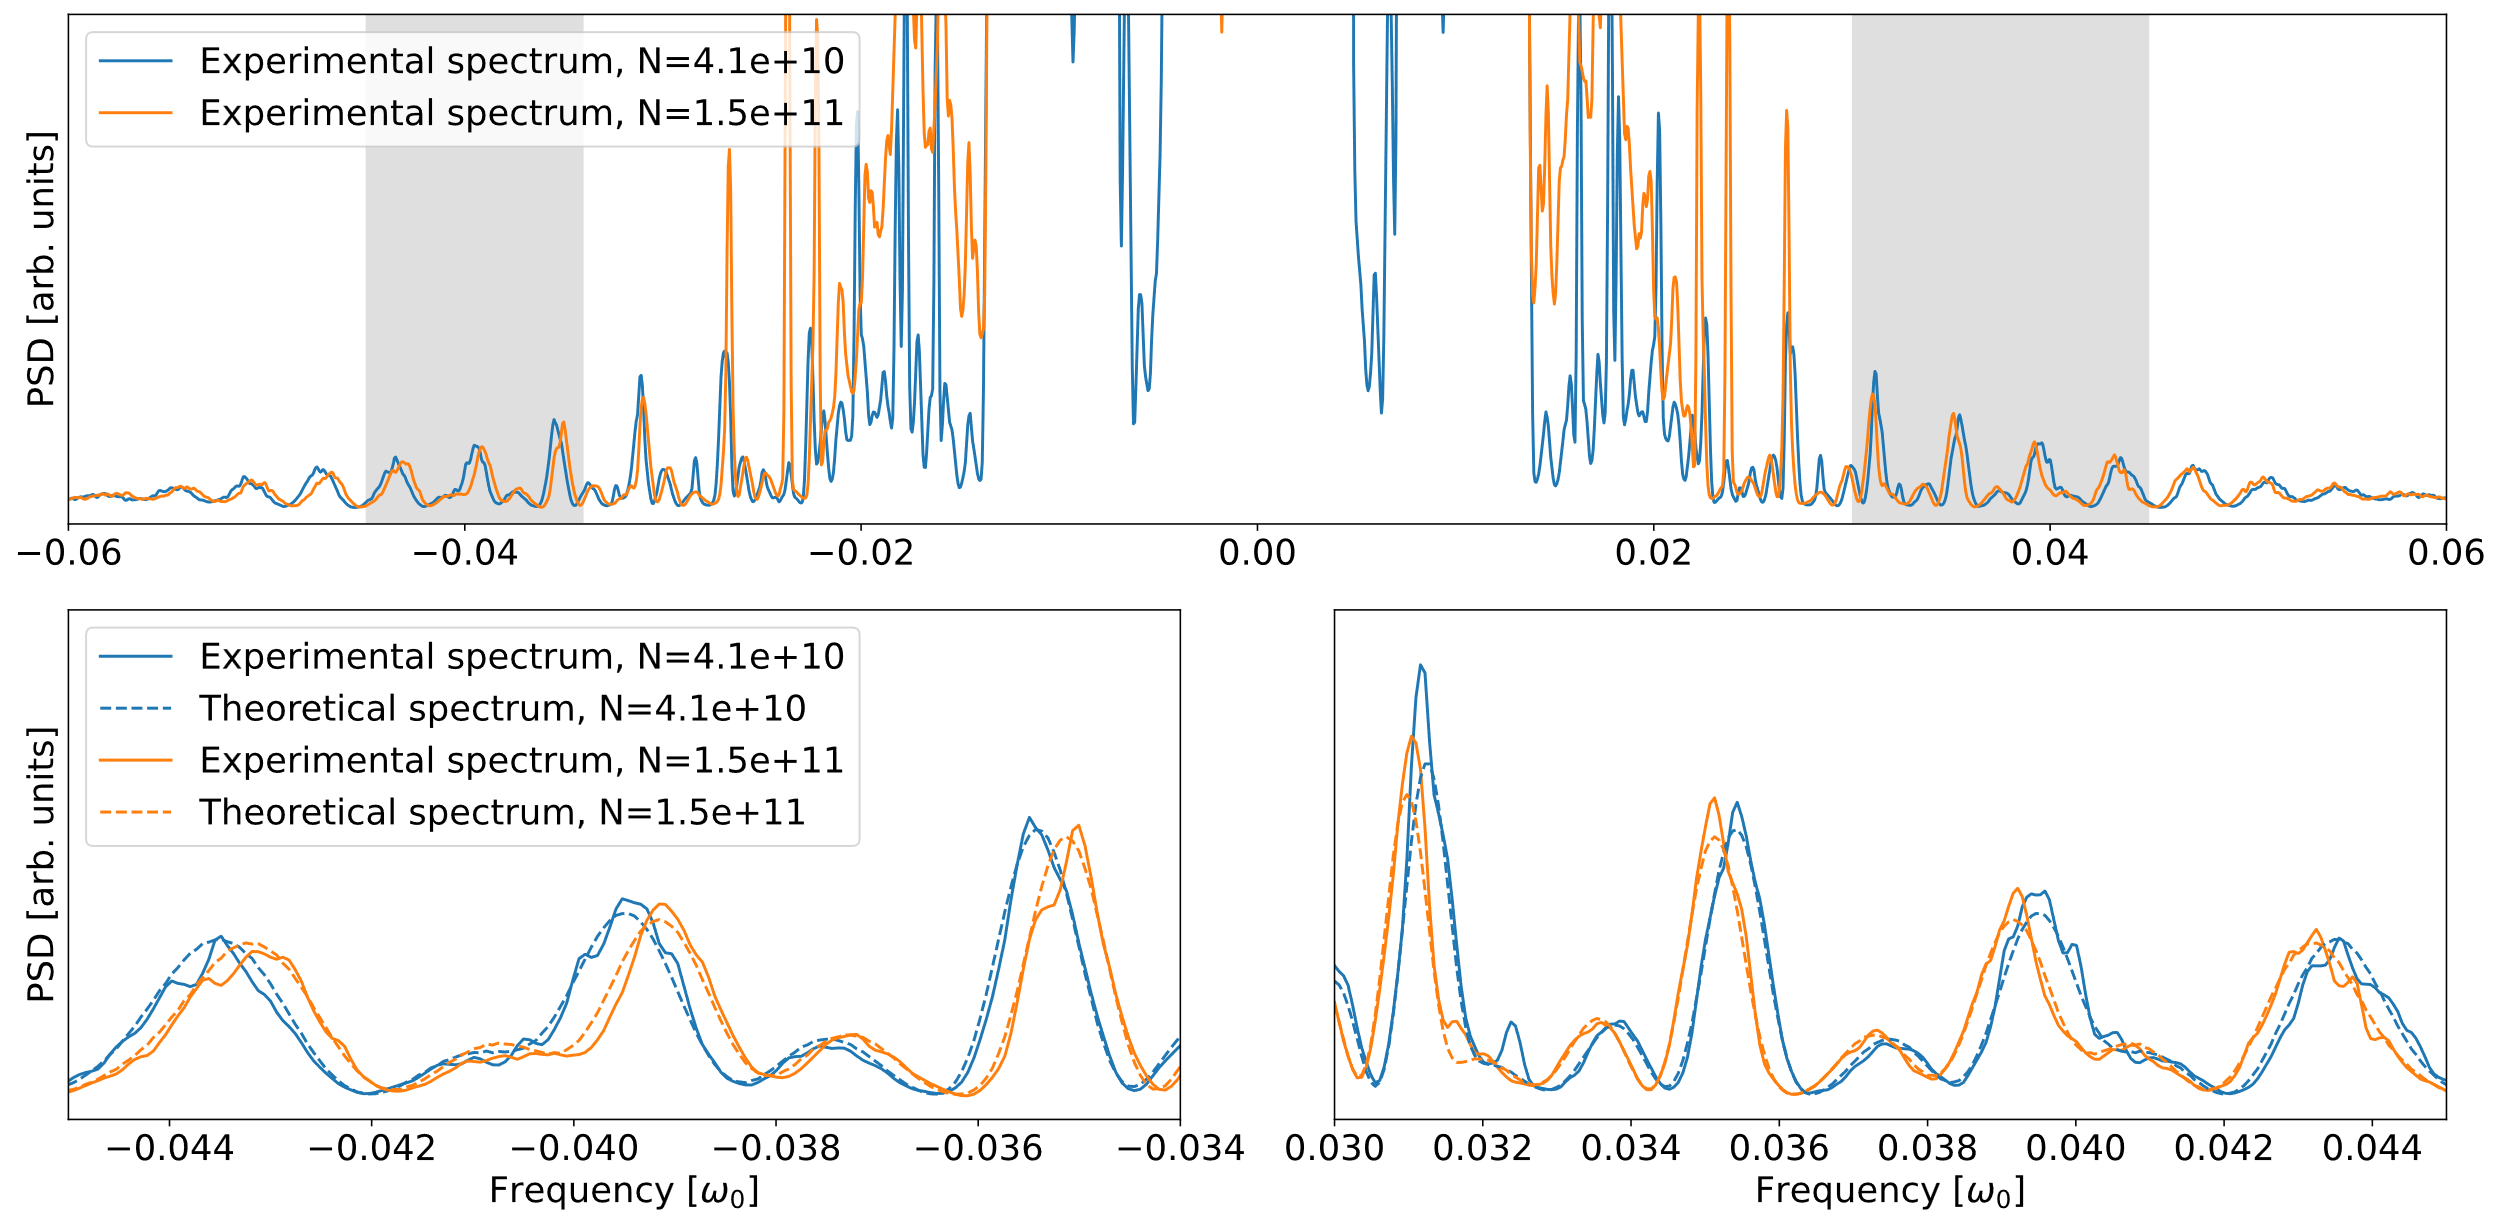 PSD [arb. units]
Experimental spectrum, N=4.1e+10
Experimental spectrum, N=1.5e+11
−0.06 −0.04 −0.02 0.00 0.02 0.04 0.06
PSD [arb. units]
Experimental spectrum, N=4.1e+10
Theoretical spectrum, N=4.1e+10
Experimental spectrum, N=1.5e+11
Theoretical spectrum, N=1.5e+11
−0.044 −0.042 −0.040 −0.038 −0.036 −0.034
Frequency [ω₀]
0.030 0.032 0.034 0.036 0.038 0.040 0.042 0.044
Frequency [ω₀]